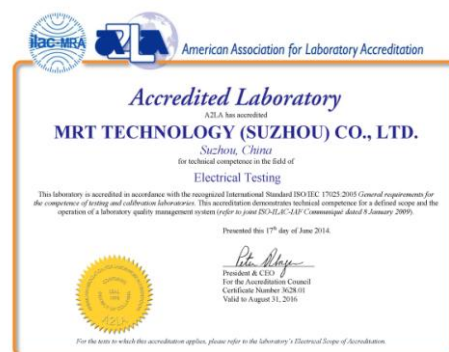 ilac-MRA
A2LA
American Association for Laboratory Accreditation
Accredited Laboratory
A2LA has accredited
MRT TECHNOLOGY (SUZHOU) CO., LTD.
Suzhou, China
for technical competence in the field of
Electrical Testing
This laboratory is accredited in accordance with the recognized International Standard ISO/IEC 17025:2005 General requirements for
the competence of testing and calibration laboratories. This accreditation demonstrates technical competence for a defined scope and the
operation of a laboratory quality management system (refer to joint ISO-ILAC-IAF Communiqué dated 8 January 2009).
Presented this 17th day of June 2014.
President & CEO
For the Accreditation Council
Certificate Number 3628.01
Valid to August 31, 2016
A2LA
For the tests to which this accreditation applies, please refer to the laboratory's Electrical Scope of Accreditation.